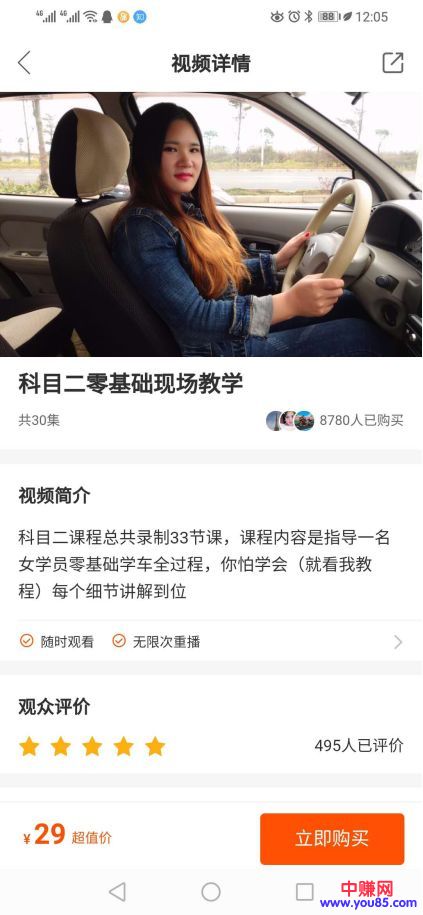 4G 4G 88 12:05
视频详情
科目二零基础现场教学
共30集 8780人已购买
视频简介
科目二课程总共录制33节课，课程内容是指导一名
女学员零基础学车全过程，你怕学会（就看我教
程）每个细节讲解到位
随时观看 无限次重播
观众评价
495人已评价
¥29 超值价 立即购买
中赚网
www.you85.com